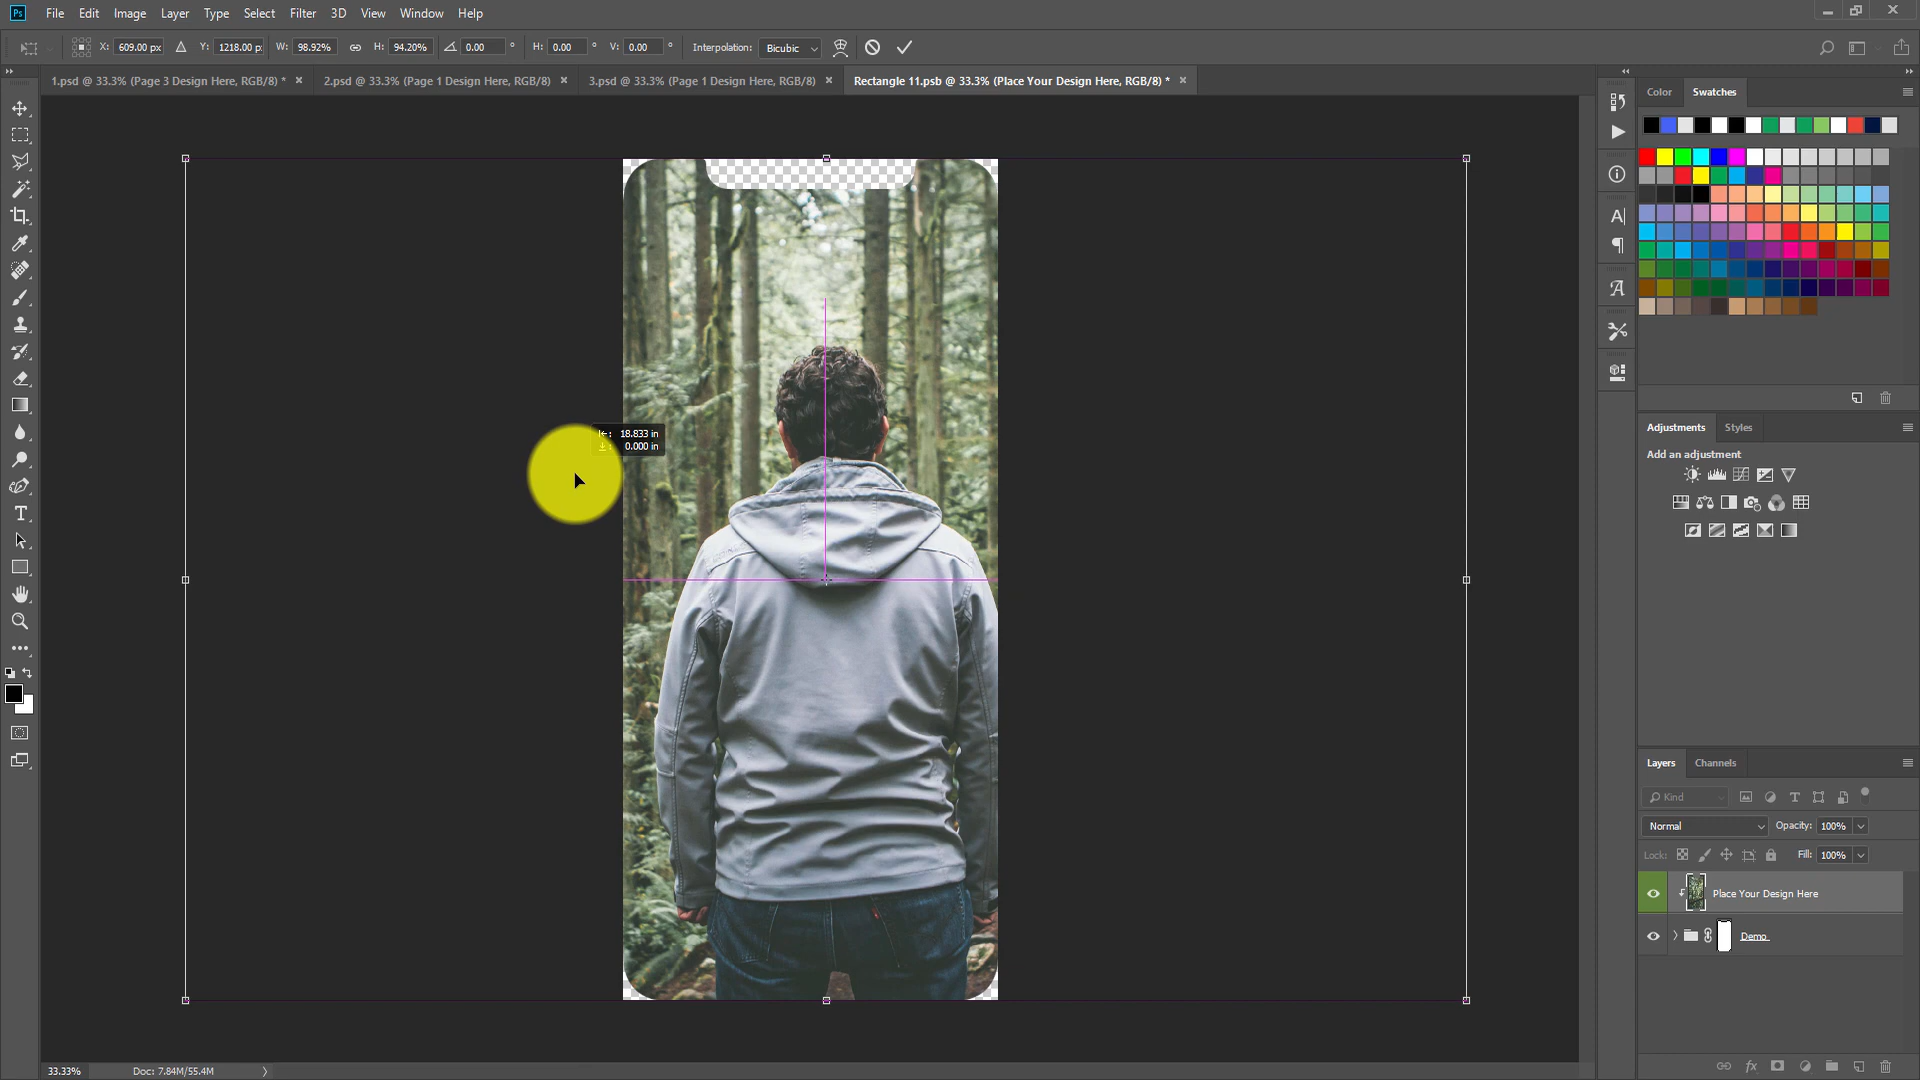 Ps File Edit Image Layer Type Select Filter 3D View Window Help
X: 609.00 px Y: 1218.00 p: W: 98.92% H: 94.20% 0.00 ° H: 0.00 ° V: 0.00 ° Interpolation: Bicubic
1.psd @ 33.3% (Page 3 Design Here, RGB/8) * × 2.psd @ 33.3% (Page 1 Design Here, RGB/8) × 3.psd @ 33.3% (Page 1 Design Here, RGB/8) × Rectangle 11.psb @ 33.3% (Place Your Design Here, RGB/8) * ×
Color Swatches
18.833 in
0.000 in
Adjustments Styles
Add an adjustment
Layers Channels
Kind
Normal Opacity: 100%
Lock: Fill: 100%
Place Your Design Here
Demo
33.33% Doc: 7.84M/55.4M